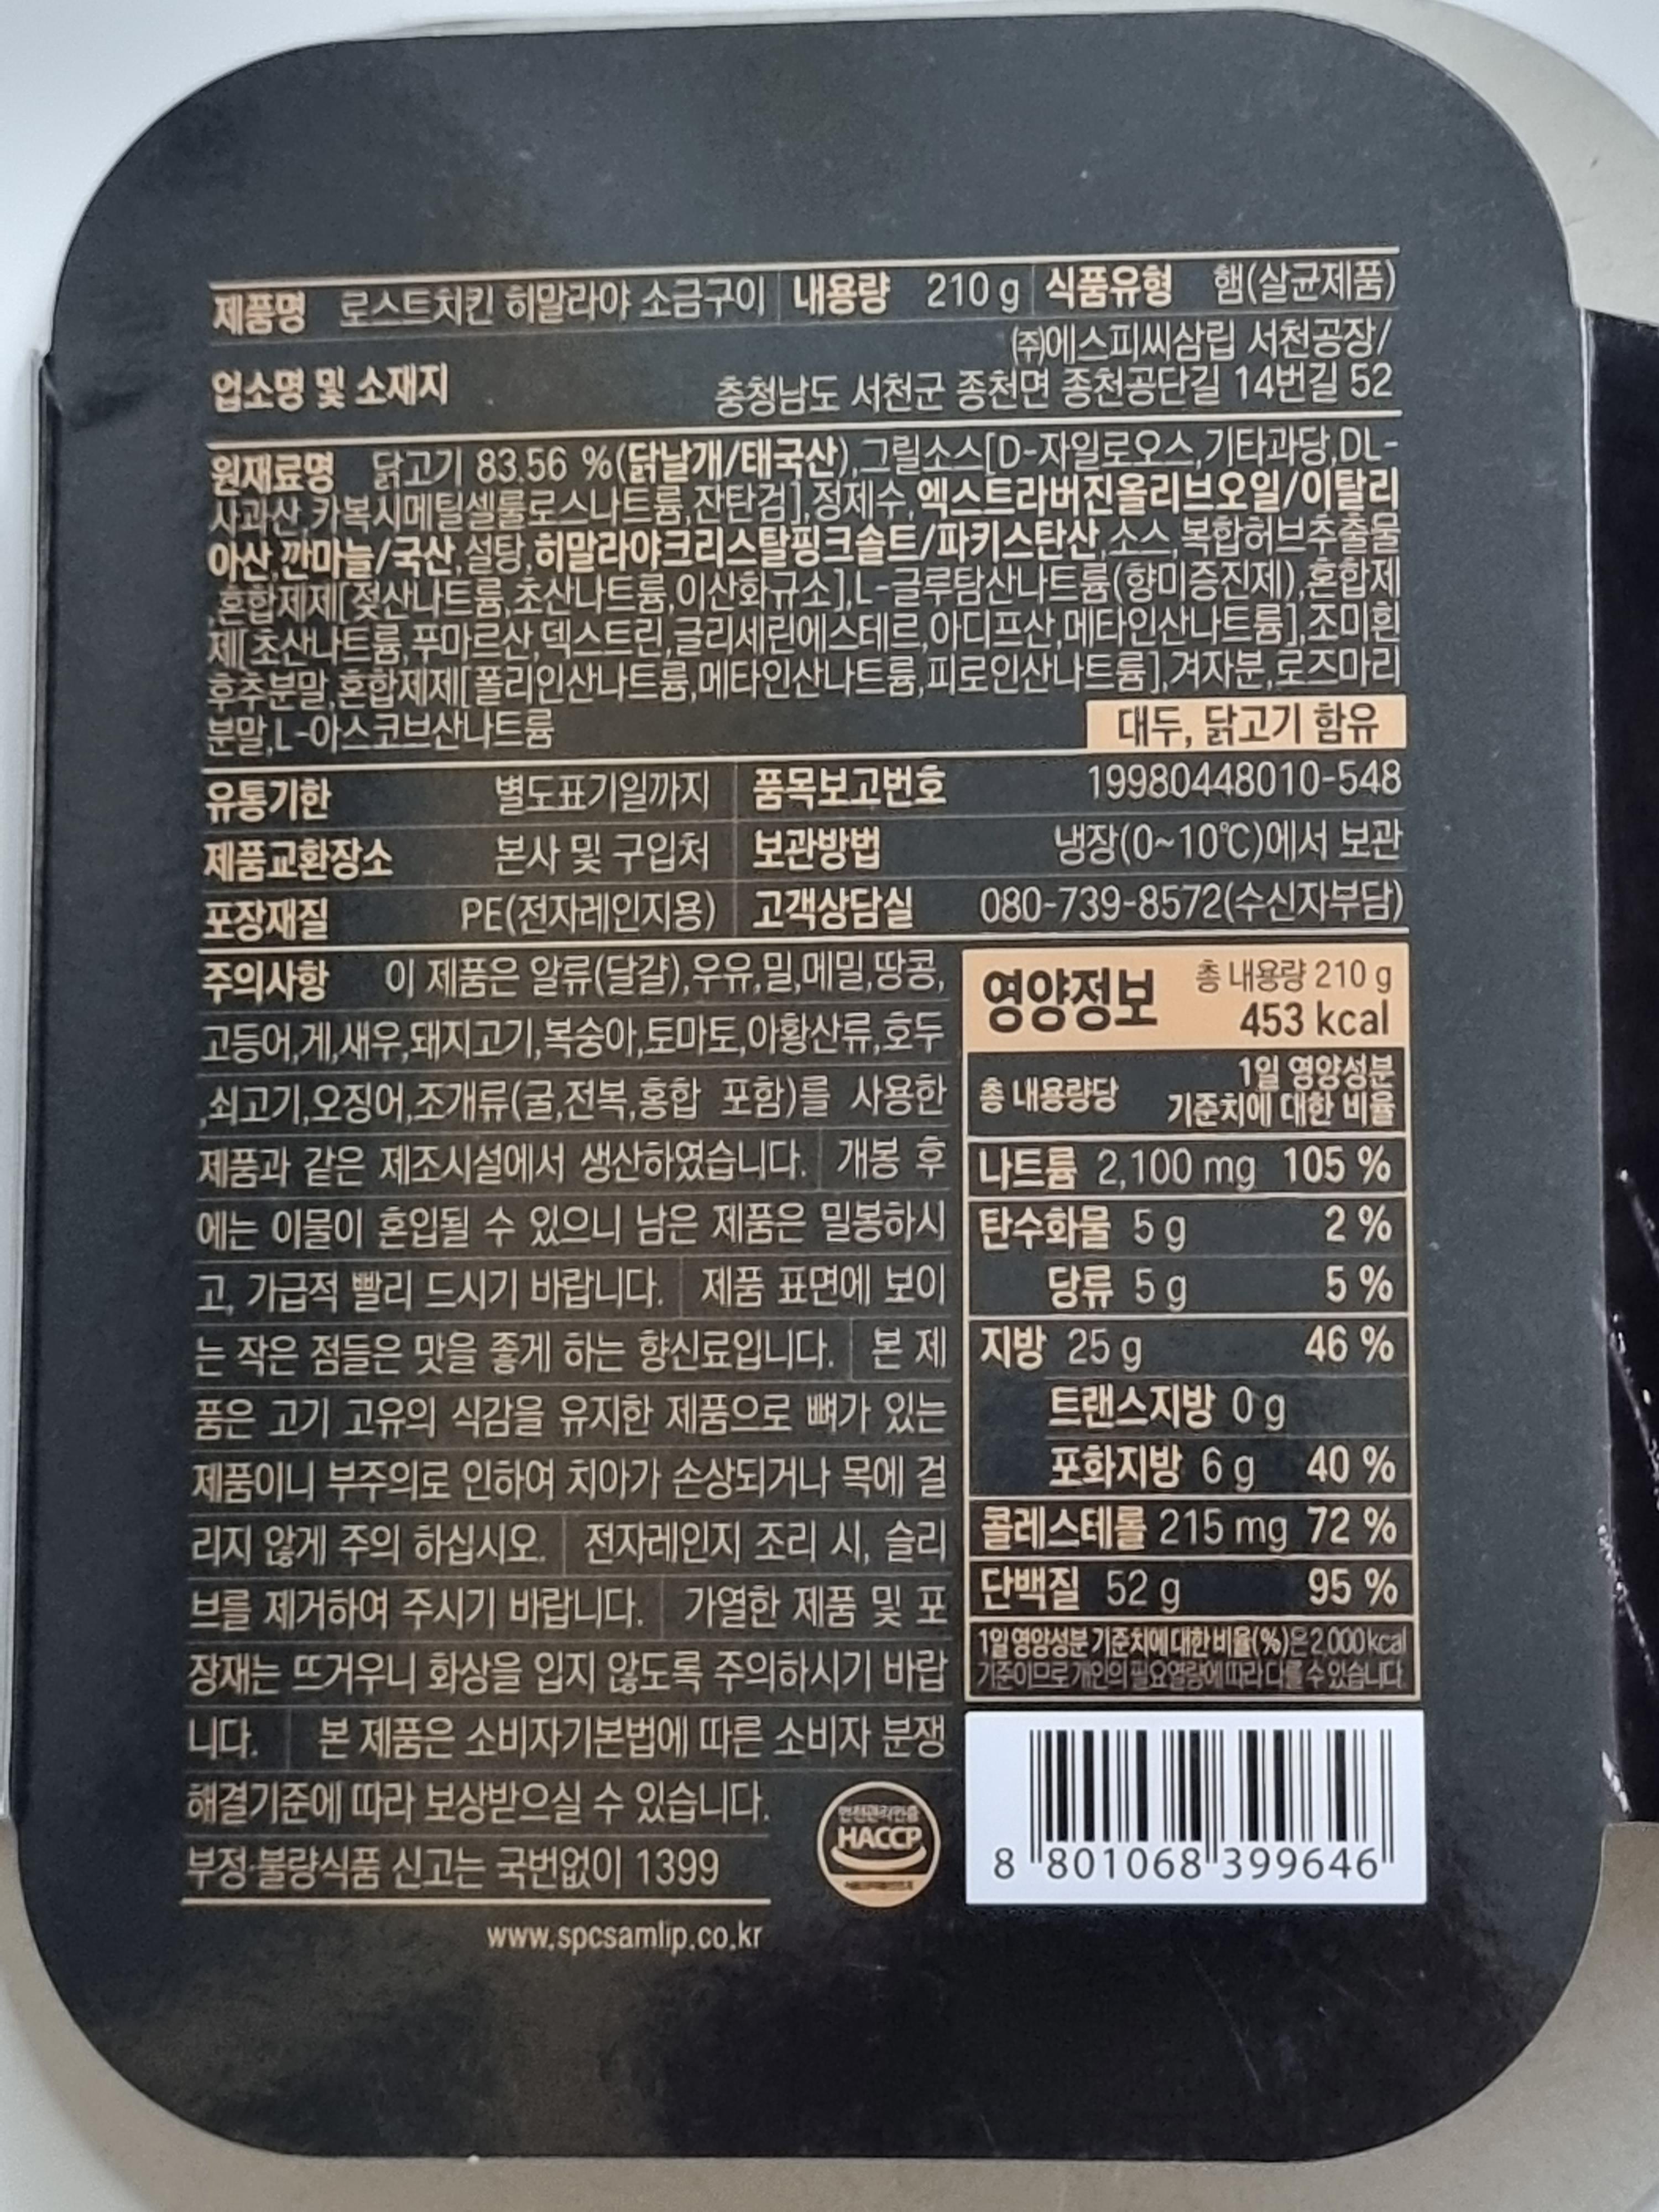 제품명 로스트치킨 히말라야 소금구이 내용량 210 g 식품유형 햄(살균제품)
업소명 및 소재지 ㈜에스피씨삼립 서천공장/
충청남도 서천군 종천면 종천공단길 14번길 52
원재료명 닭고기 83.56 %(닭날개/태국산),그릴소스[D-자일로오스,기타과당,DL-
사과산,카복시메틸셀룰로스나트륨,잔탄검],정제수,엑스트라버진올리브오일/이탈리
아산,깐마늘/국산,설탕,히말라야크리스탈핑크솔트/파키스탄산,소스,복합허브추출물
,혼합제제[젖산나트륨,초산나트륨,이산화규소],L-글루탐산나트륨(향미증진제),혼합제
제[초산나트륨,푸마르산,덱스트린,글리세린에스테르,아디프산,메타인산나트륨],조미흰
후추분말,혼합제제[폴리인산나트륨,메타인산나트륨,피로인산나트륨],겨자분,로즈마리
분말,L-아스코브산나트륨
대두, 닭고기 함유
유통기한 별도표기일까지 품목보고번호 19980448010-548
제품교환장소 본사 및 구입처 보관방법 냉장(0~10℃)에서 보관
포장재질 PE(전자레인지용) 고객상담실 080-739-8572(수신자부담)
주의사항 이 제품은 알류(달걀),우유,밀,메밀,땅콩,
고등어,게,새우,돼지고기,복숭아,토마토,아황산류,호두
,쇠고기,오징어,조개류(굴,전복,홍합 포함)를 사용한
제품과 같은 제조시설에서 생산하였습니다. 개봉 후
에는 이물이 혼입될 수 있으니 남은 제품은 밀봉하시
고, 가급적 빨리 드시기 바랍니다. 제품 표면에 보이
는 작은 점들은 맛을 좋게 하는 향신료입니다. 본 제
품은 고기 고유의 식감을 유지한 제품으로 뼈가 있는
제품이니 부주의로 인하여 치아가 손상되거나 목에 걸
리지 않게 주의 하십시오. 전자레인지 조리 시, 슬리
브를 제거하여 주시기 바랍니다. 가열한 제품 및 포
장재는 뜨거우니 화상을 입지 않도록 주의하시기 바랍
니다. 본 제품은 소비자기본법에 따른 소비자 분쟁
해결기준에 따라 보상받으실 수 있습니다.
부정·불량식품 신고는 국번없이 1399
www.spcsamlip.co.kr
안전관리인증
HACCP
영양정보 총 내용량 210 g
453 kcal
총 내용량당 1일 영양성분
기준치에 대한 비율
나트륨 2,100 mg 105 %
탄수화물 5 g 2 %
당류 5 g 5 %
지방 25 g 46 %
트랜스지방 0 g
포화지방 6 g 40 %
콜레스테롤 215 mg 72 %
단백질 52 g 95 %
1일 영양성분 기준치에 대한 비율(%)은 2,000 kcal
기준이므로 개인의 필요 열량에 따라 다를 수 있습니다.
8 801068 399646